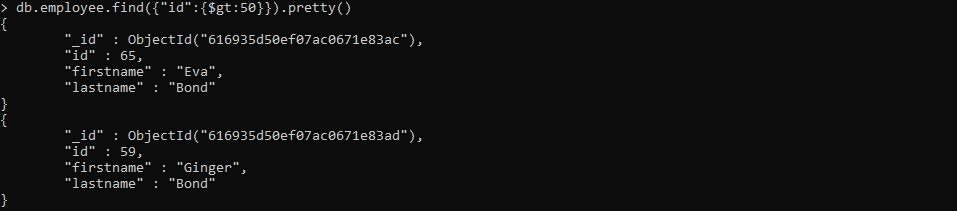 > db.employee.find({"id":{$gt:50}}).pretty()
{
        "_id" : ObjectId("616935d50ef07ac0671e83ac"),
        "id" : 65,
        "firstname" : "Eva",
        "lastname" : "Bond"
}
{
        "_id" : ObjectId("616935d50ef07ac0671e83ad"),
        "id" : 59,
        "firstname" : "Ginger",
        "lastname" : "Bond"
}